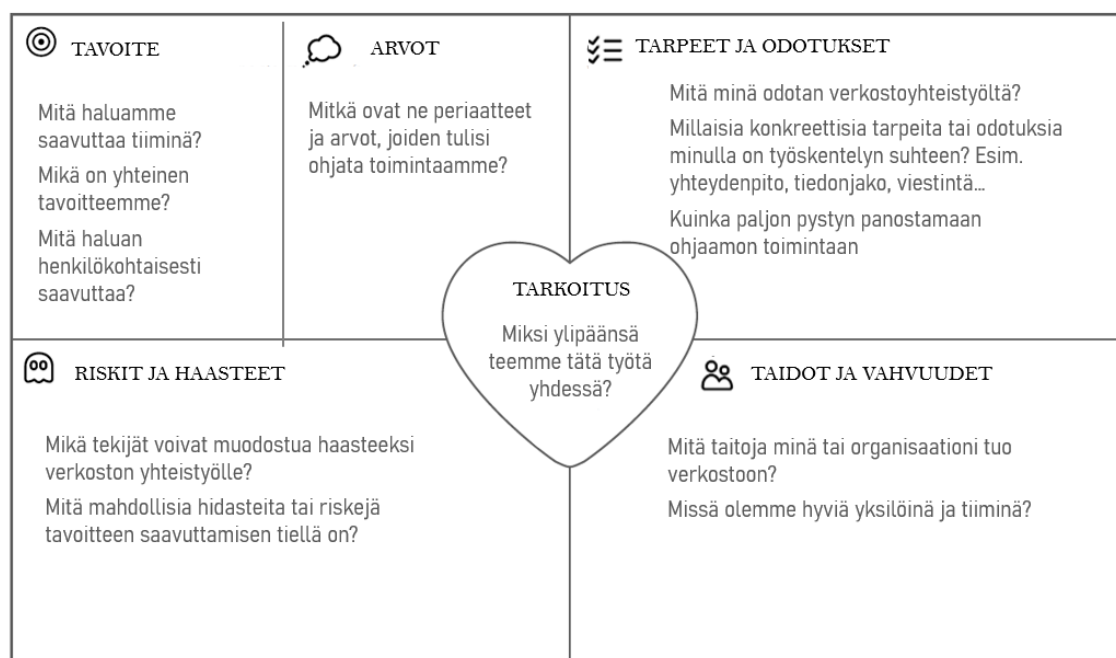 TAVOITE
Mitä haluamme
saavuttaa tiiminä?
Mikä on yhteinen
tavoitteemme?
Mitä haluan
henkilökohtaisesti
saavuttaa?
ARVOT
Mitkä ovat ne periaatteet
ja arvot, joiden tulisi
ohjata toimintaamme?
TARPEET JA ODOTUKSET
Mitä minä odotan verkostoyhteistyöltä?
Millaisia konkreettisia tarpeita tai odotuksia
minulla on työskentelyn suhteen? Esim.
yhteydenpito, tiedonjako, viestintä...
Kuinka paljon pystyn panostamaan
ohjaamon toimintaan
TARKOITUS
Miksi ylipäänsä
teemme tätä työtä
yhdessä?
RISKIT JA HAASTEET
Mikä tekijät voivat muodostua haasteeksi
verkoston yhteistyölle?
Mitä mahdollisia hidasteita tai riskejä
tavoitteen saavuttamisen tiellä on?
TAIDOT JA VAHVUUDET
Mitä taitoja minä tai organisaationi tuo
verkostoon?
Missä olemme hyviä yksilöinä ja tiiminä?